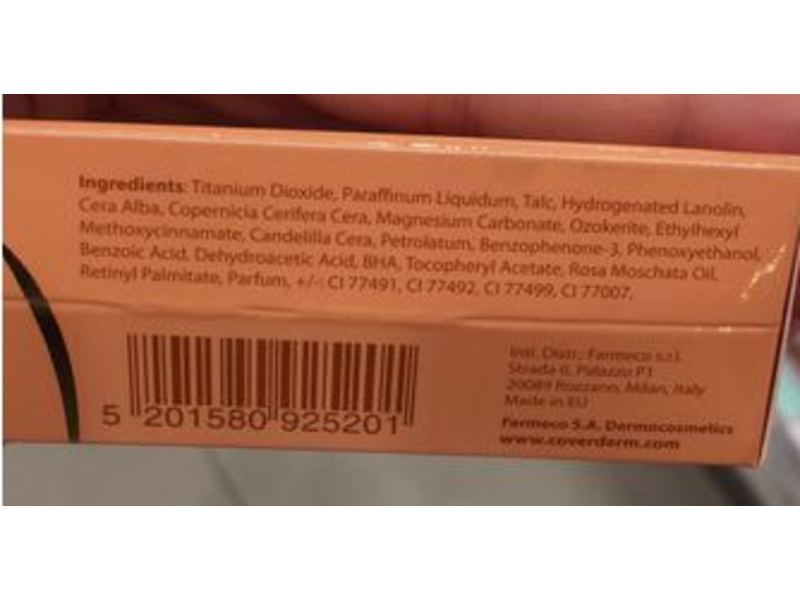 Ingredients: Titanium Dioxide, Paraffinum Liquidum, Talc, Hydrogenated Lanolin,
Cera Alba, Copernicia Cerifera Cera, Magnesium Carbonate, Ozokerite, Ethylhexyl
Methoxycinnamate, Candelilla Cera, Petrolatum, Benzophenone-3, Phenoxyethanol,
Benzoic Acid, Dehydroacetic Acid, BHA, Tocopheryl Acetate, Rosa Moschata Oil,
Retinyl Palmitate, Parfum, +/-: CI 77491, CI 77492, CI 77499, CI 77007.
5 201580 925201
Intl. Distr.: Farmeco s.r.l.
Strada 6, Palazzo P1
20089 Rozzano, Milan, Italy
Made in EU
Farmeco S.A. Dermocosmetics
www.coverderm.com